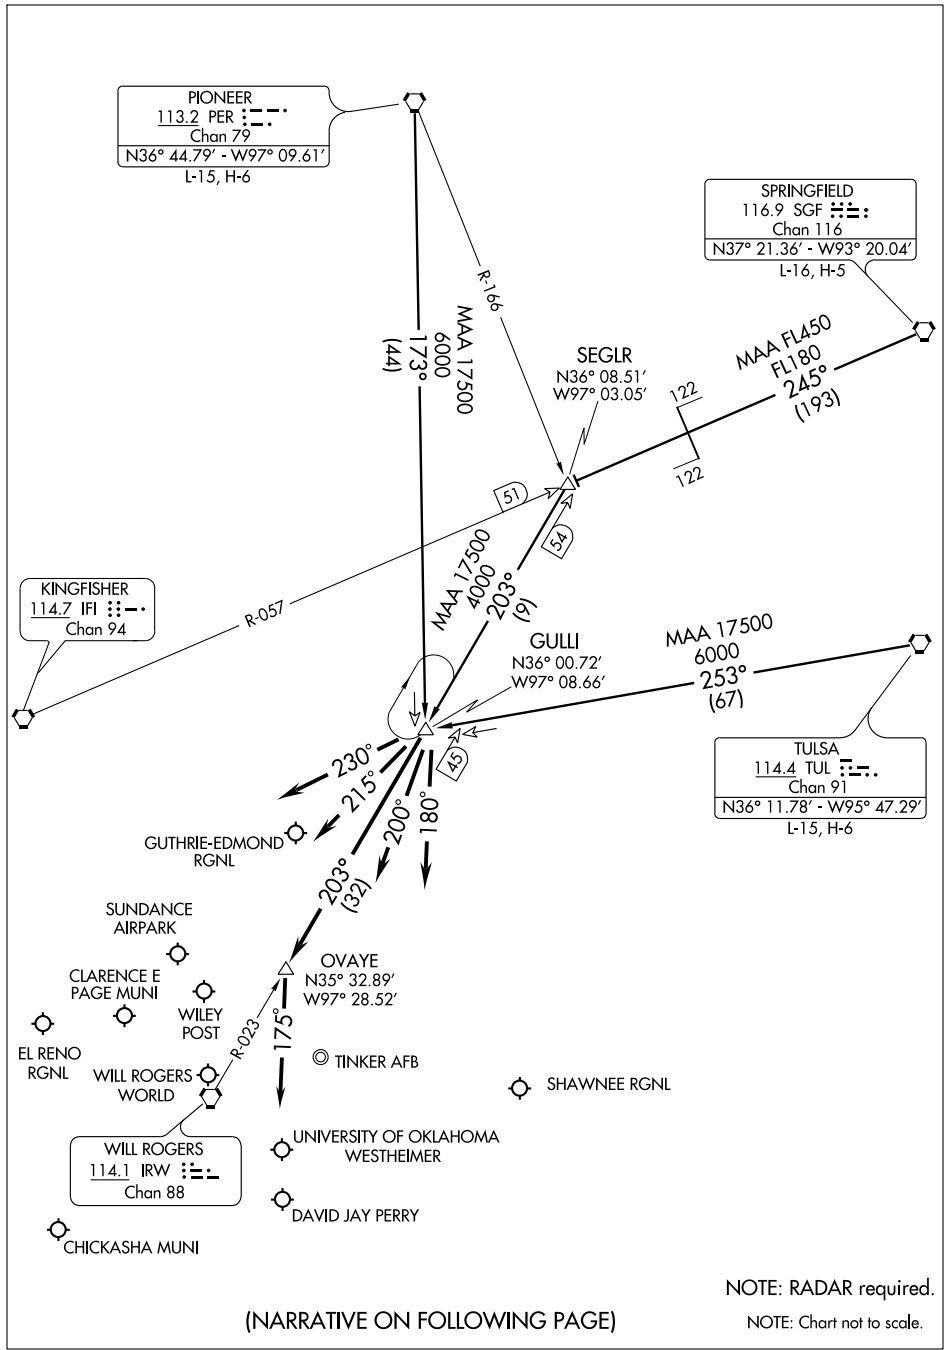 PIONEER
113.2 PER
Chan 79
N36° 44.79' - W97° 09.61'
L-15, H-6
SPRINGFIELD
116.9 SGF
Chan 116
N37° 21.36' - W93° 20.04'
L-16, H-5
R-166
MAA 17500
6000
173°
(44)
MAA FL450
FL180
245°
(193)
122
122
SEGLR
N36° 08.51'
W97° 03.05'
51
54
KINGFISHER
114.7 IFI
Chan 94
R-057
MAA 17500
4000
203°
(9)
GULLI
N36° 00.72'
W97° 08.66'
MAA 17500
6000
253°
(67)
TULSA
114.4 TUL
Chan 91
N36° 11.78' - W95° 47.29'
L-15, H-6
45
230°
215°
200°
180°
203°
(32)
GUTHRIE-EDMOND
RGNL
SUNDANCE
AIRPARK
OVAYE
N35° 32.89'
W97° 28.52'
CLARENCE E
PAGE MUNI
WILEY
POST
175°
R-023
EL RENO
RGNL
TINKER AFB
WILL ROGERS
WORLD
SHAWNEE RGNL
WILL ROGERS
114.1 IRW
Chan 88
UNIVERSITY OF OKLAHOMA
WESTHEIMER
DAVID JAY PERRY
CHICKASHA MUNI
NOTE: RADAR required.
(NARRATIVE ON FOLLOWING PAGE)
NOTE: Chart not to scale.